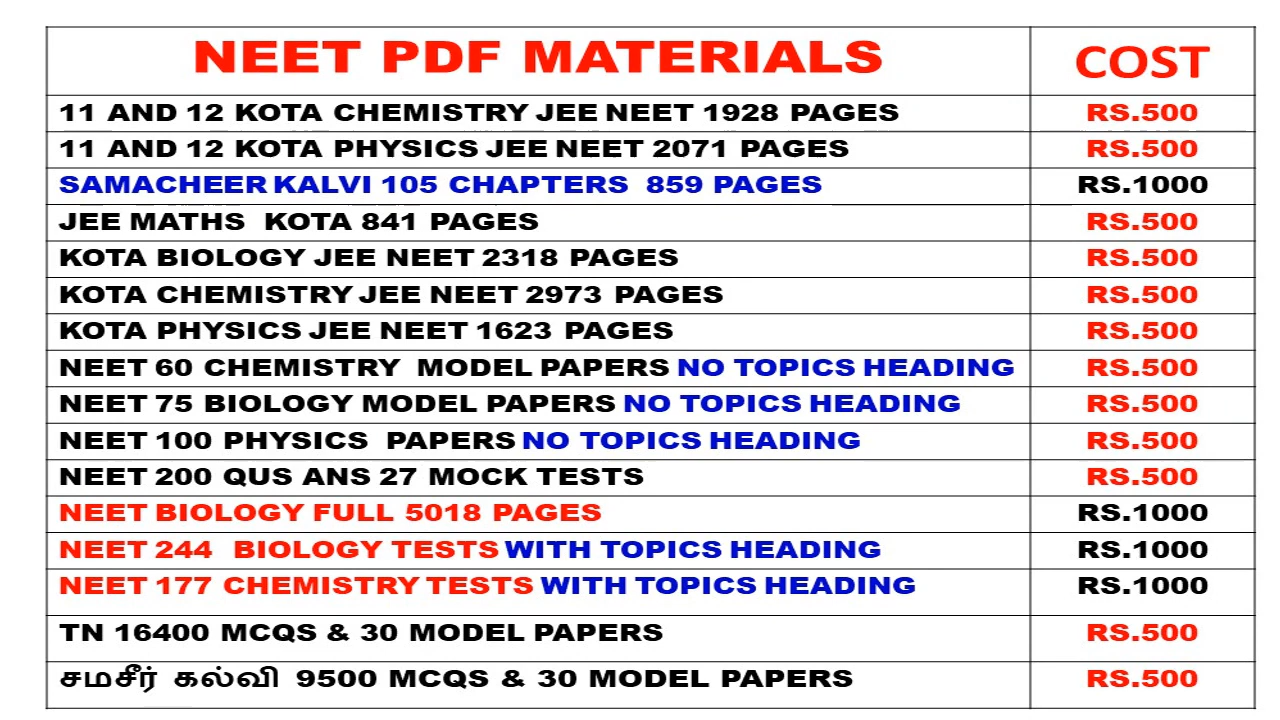 NEET PDF MATERIALS COST
11 AND 12 KOTA CHEMISTRY JEE NEET 1928 PAGES RS.500
11 AND 12 KOTA PHYSICS JEE NEET 2071 PAGES RS.500
SAMACHEER KALVI 105 CHAPTERS 859 PAGES RS.1000
JEE MATHS KOTA 841 PAGES RS.500
KOTA BIOLOGY JEE NEET 2318 PAGES RS.500
KOTA CHEMISTRY JEE NEET 2973 PAGES RS.500
KOTA PHYSICS JEE NEET 1623 PAGES RS.500
NEET 60 CHEMISTRY MODEL PAPERS NO TOPICS HEADING RS.500
NEET 75 BIOLOGY MODEL PAPERS NO TOPICS HEADING RS.500
NEET 100 PHYSICS PAPERS NO TOPICS HEADING RS.500
NEET 200 QUS ANS 27 MOCK TESTS RS.500
NEET BIOLOGY FULL 5018 PAGES RS.1000
NEET 244 BIOLOGY TESTS WITH TOPICS HEADING RS.1000
NEET 177 CHEMISTRY TESTS WITH TOPICS HEADING RS.1000
TN 16400 MCQS & 30 MODEL PAPERS RS.500
சமசீர் கல்வி 9500 MCQS & 30 MODEL PAPERS RS.500